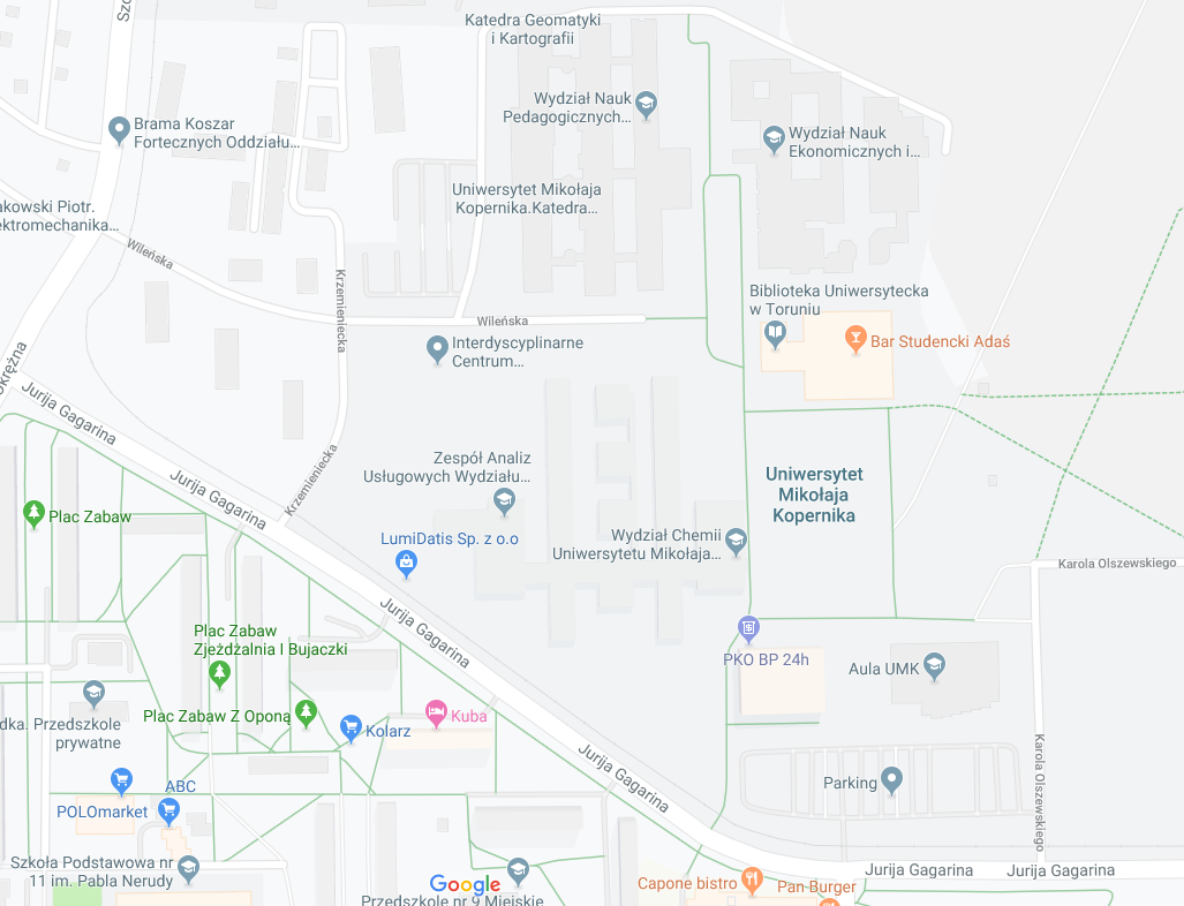 Katedra Geomatyki
i Kartografii
Wydział Nauk
Pedagogicznych...
Brama Koszar
Fortecznych Oddziału...
Wydział Nauk
Ekonomicznych i...
Uniwersytet Mikołaja
Kopernika.Katedra...
Piotr.
Wileńska
Krzemieniecka
Biblioteka Uniwersytecka
w Toruniu
Wileńska
Bar Studencki Adaś
Interdyscyplinarne
Centrum...
Jurija Gagarina
Zespół Analiz
Usługowych Wydziału...
Uniwersytet
Mikołaja
Kopernika
Jurija Gagarina
Krzemieniecka
Plac Zabaw
LumiDatis Sp. z o.o
Wydział Chemii
Uniwersytetu Mikołaja...
Karola Olszewskiego
Jurija Gagarina
Plac Zabaw
Zjeżdżalnia I Bujaczki
PKO BP 24h
Aula UMK
Plac Zabaw Z Oponą
Kuba
Kolarz
Przedszkole
prywatne
Jurija Gagarina
Karola Olszewskiego
Parking
ABC
POLOmarket
Szkoła Podstawowa nr
11 im. Pabla Nerudy
Google
Przedszkole nr 9 Miejskie
Capone bistro
Pan Burger
Jurija Gagarina
Jurija Gagarina